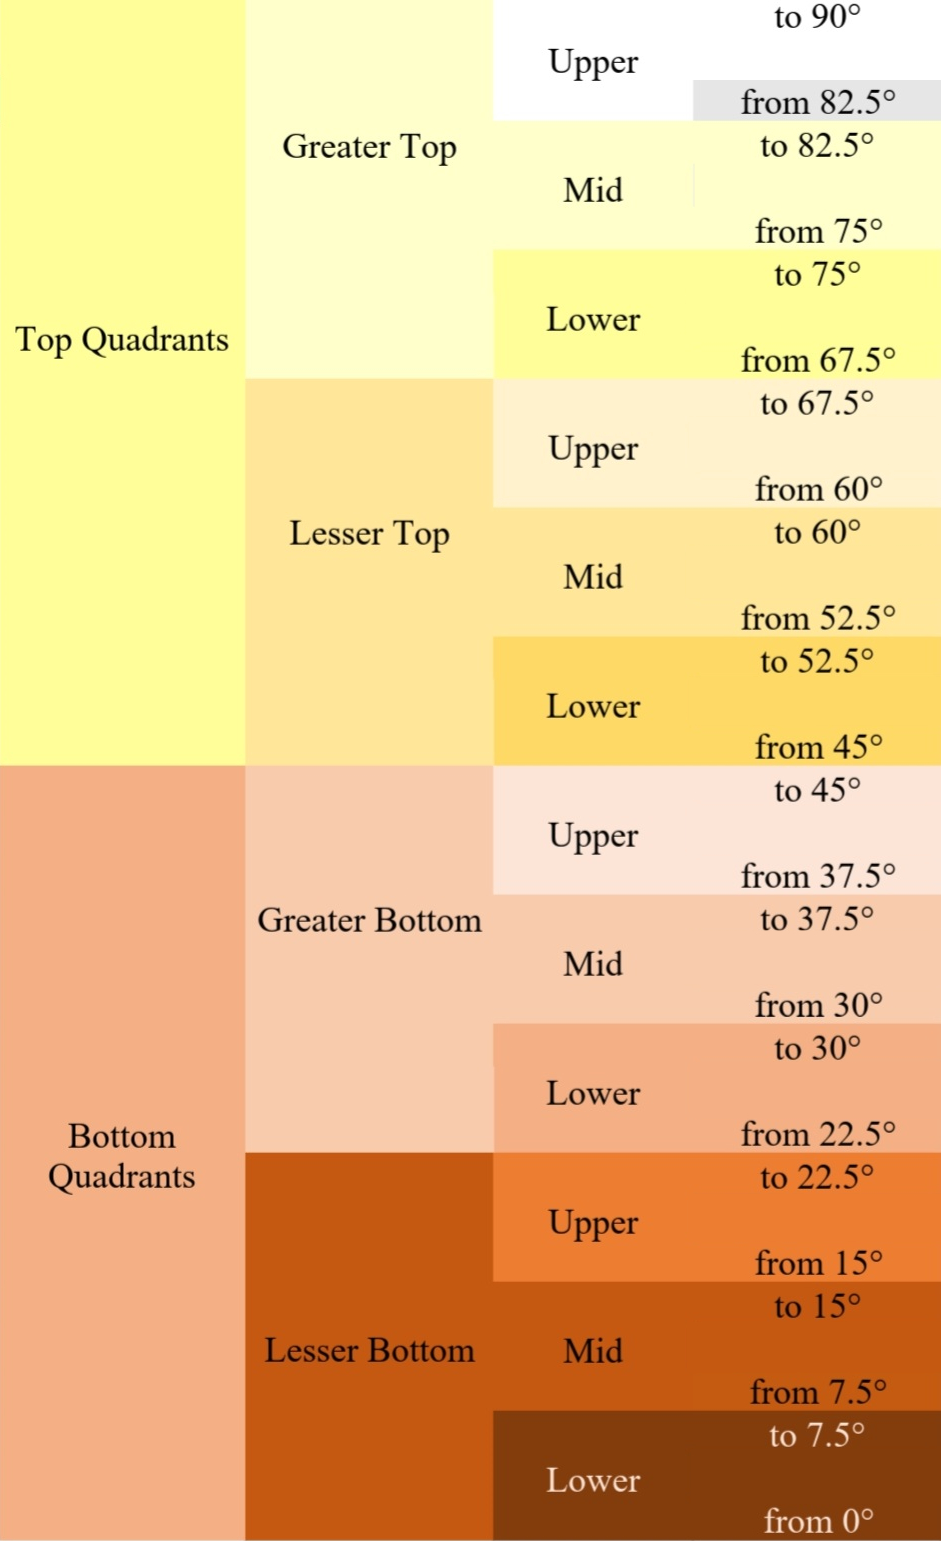 Top Quadrants
Greater Top
Upper
to 90°
from 82.5°
Mid
to 82.5°
from 75°
Lower
to 75°
from 67.5°
Lesser Top
Upper
to 67.5°
from 60°
Mid
to 60°
from 52.5°
Lower
to 52.5°
from 45°
Bottom
Quadrants
Greater Bottom
Upper
to 45°
from 37.5°
Mid
to 37.5°
from 30°
Lower
to 30°
from 22.5°
Lesser Bottom
Upper
to 22.5°
from 15°
Mid
to 15°
from 7.5°
Lower
to 7.5°
from 0°